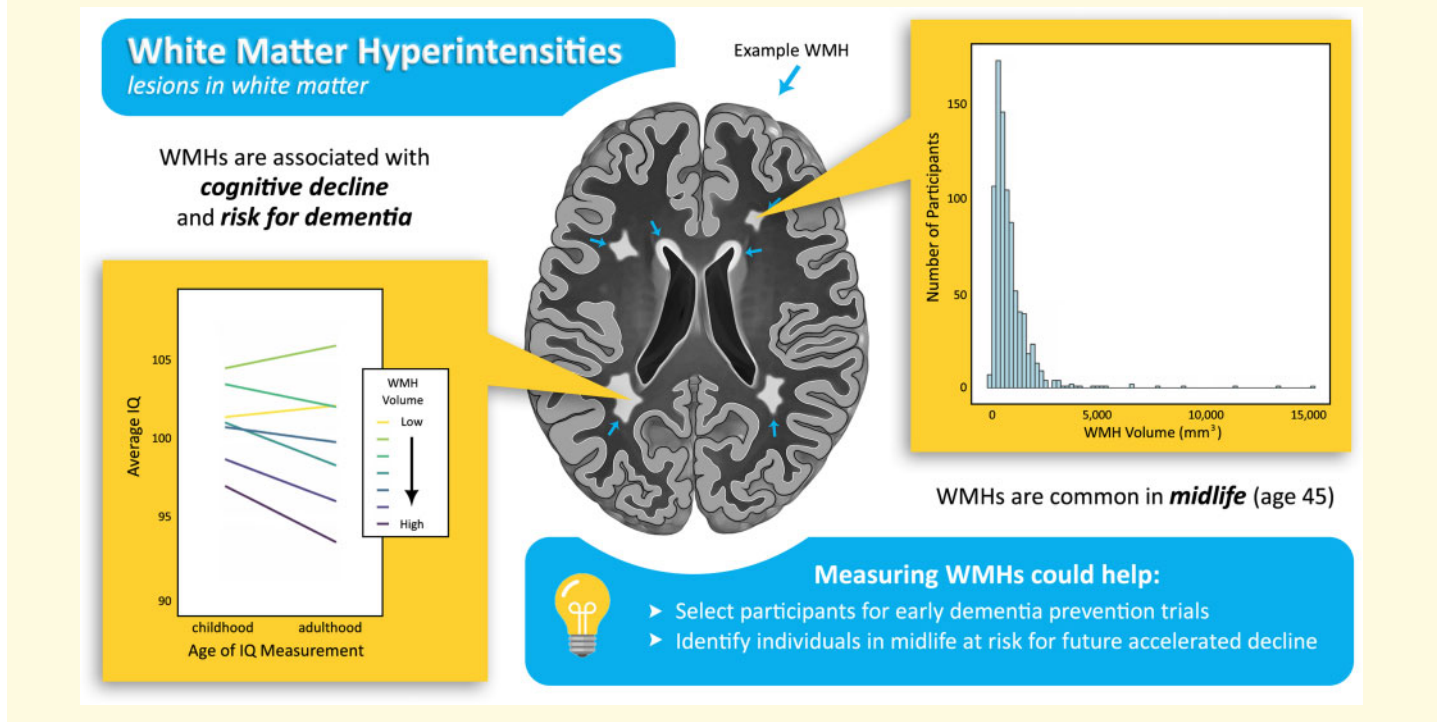 White Matter Hyperintensities
lesions in white matter
Example WMH
WMHs are associated with
cognitive decline
and risk for dementia
Average IQ
105
100
95
90
childhood adulthood
Age of IQ Measurement
WMH
Volume
Low
High
Number of Participants
150
100
50
0
0 5,000 10,000 15,000
WMH Volume (mm³)
WMHs are common in midlife (age 45)
Measuring WMHs could help:
➤ Select participants for early dementia prevention trials
➤ Identify individuals in midlife at risk for future accelerated decline